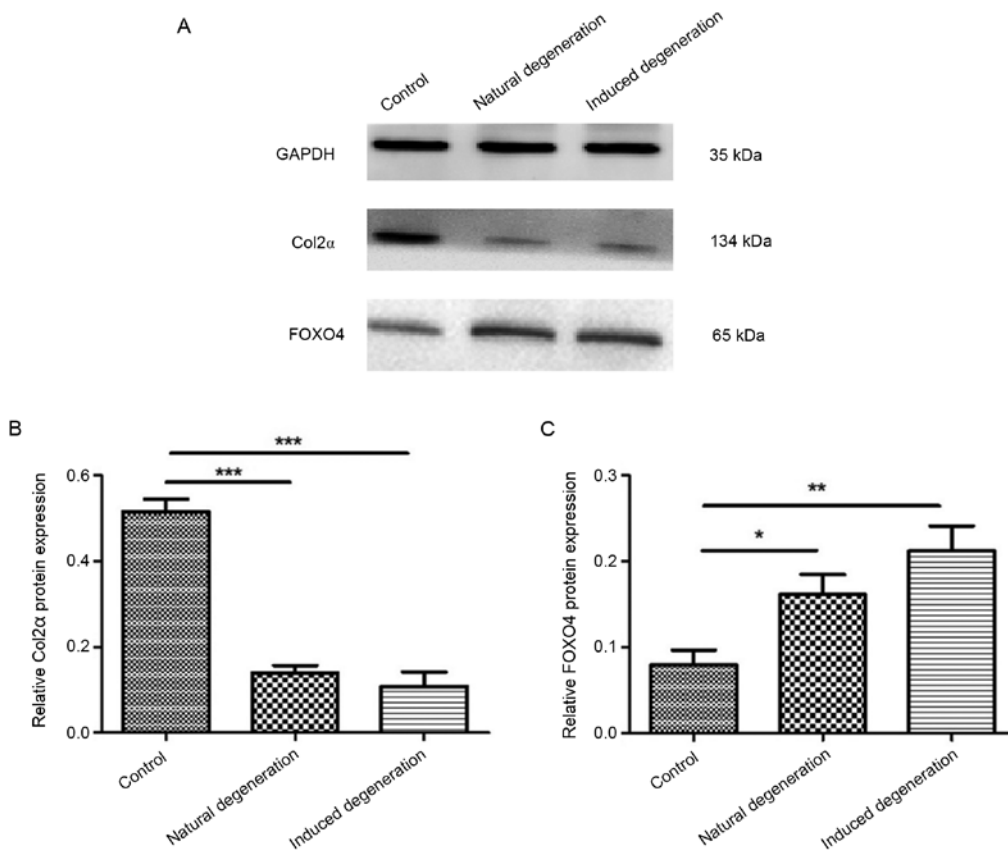 A
Control
Natural degeneration
Induced degeneration
GAPDH
35 kDa
Col2α
134 kDa
FOXO4
65 kDa
B
Relative Col2α protein expression
0.6
0.4
0.2
0.0
***
***
Control
Natural degeneration
Induced degeneration
C
Relative FOXO4 protein expression
0.3
0.2
0.1
0.0
**
*
Control
Natural degeneration
Induced degeneration